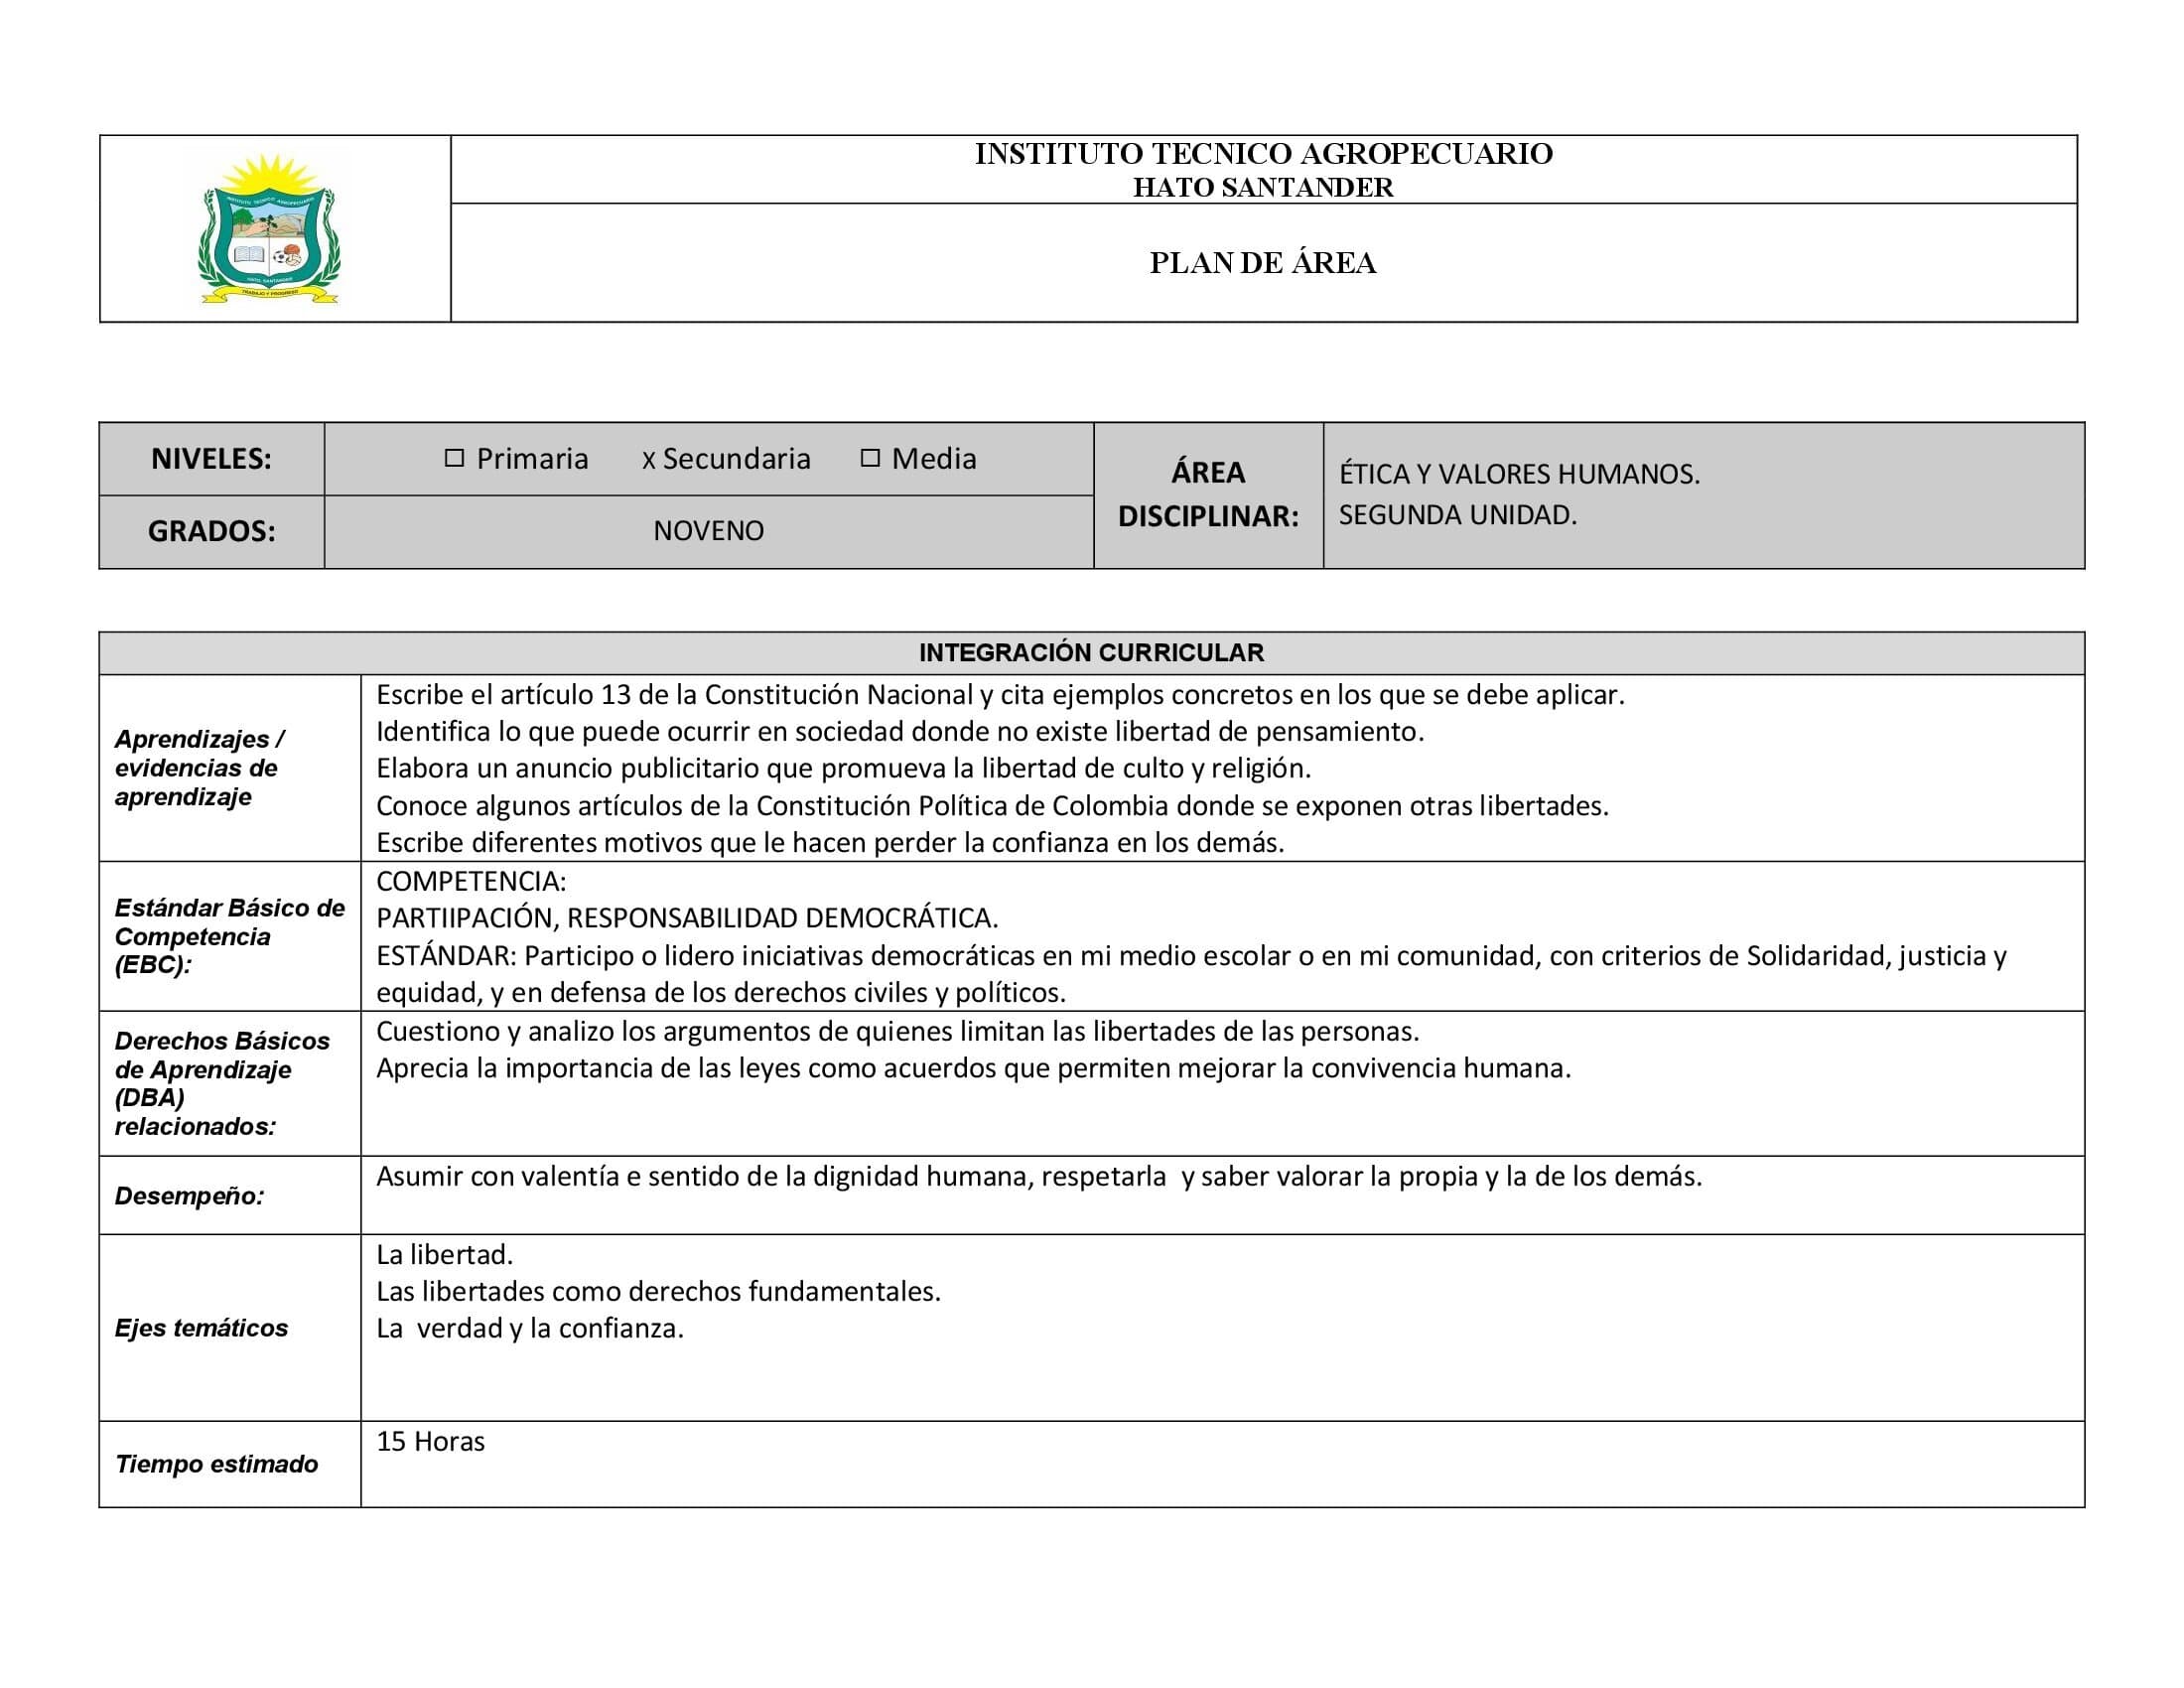 INSTITUTO TECNICO AGROPECUARIO
HATO SANTANDER
TRABAJO Y PROGRESO
INSTITUTO TECNICO AGROPECUARIO
HATO SANTANDER
PLAN DE ÁREA
NIVELES:
☐ Primaria x Secundaria ☐ Media
GRADOS:
NOVENO
ÁREA
DISCIPLINAR:
ÉTICA Y VALORES HUMANOS.
SEGUNDA UNIDAD.
INTEGRACIÓN CURRICULAR
Aprendizajes /
evidencias de
aprendizaje
Escribe el artículo 13 de la Constitución Nacional y cita ejemplos concretos en los que se debe aplicar.
Identifica lo que puede ocurrir en sociedad donde no existe libertad de pensamiento.
Elabora un anuncio publicitario que promueva la libertad de culto y religión.
Conoce algunos artículos de la Constitución Política de Colombia donde se exponen otras libertades.
Escribe diferentes motivos que le hacen perder la confianza en los demás.
Estándar Básico de
Competencia
(EBC):
COMPETENCIA:
PARTIIPACIÓN, RESPONSABILIDAD DEMOCRÁTICA.
ESTÁNDAR: Participo o lidero iniciativas democráticas en mi medio escolar o en mi comunidad, con criterios de Solidaridad, justicia y
equidad, y en defensa de los derechos civiles y políticos.
Derechos Básicos
de Aprendizaje
(DBA)
relacionados:
Cuestiono y analizo los argumentos de quienes limitan las libertades de las personas.
Aprecia la importancia de las leyes como acuerdos que permiten mejorar la convivencia humana.
Desempeño:
Asumir con valentía e sentido de la dignidad humana, respetarla  y saber valorar la propia y la de los demás.
Ejes temáticos
La libertad.
Las libertades como derechos fundamentales.
La  verdad y la confianza.
Tiempo estimado
15 Horas